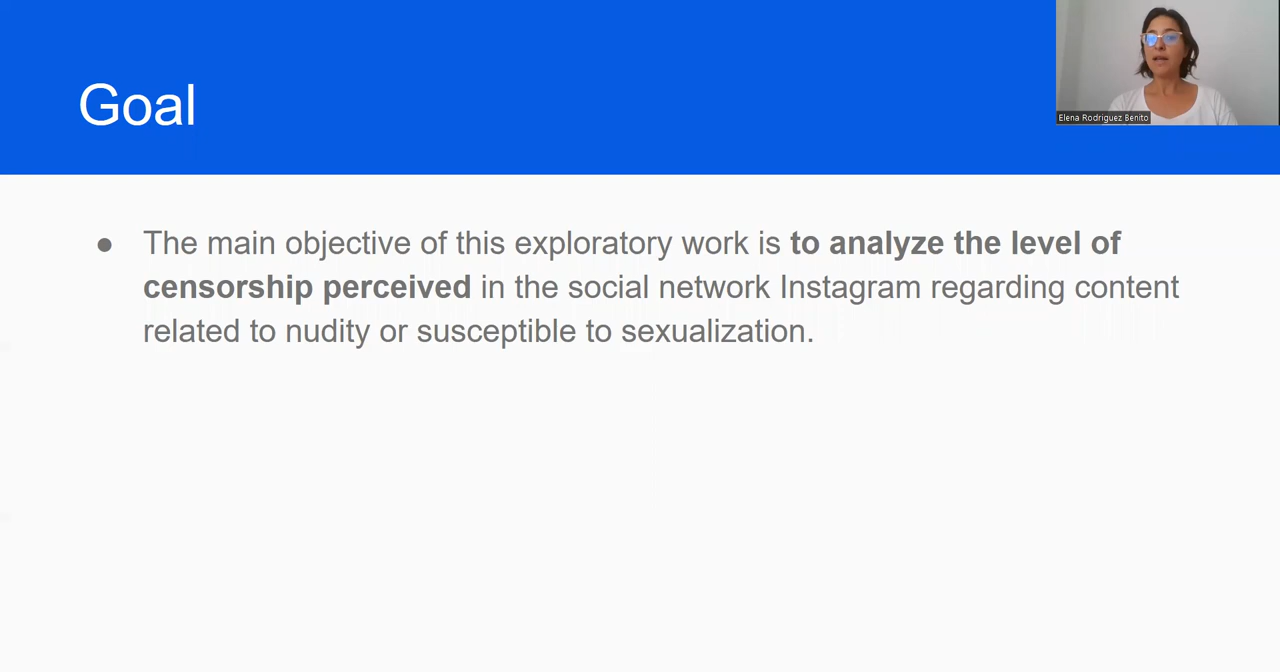 Goal
Elena Rodriguez Benito
● The main objective of this exploratory work is to analyze the level of
censorship perceived in the social network Instagram regarding content
related to nudity or susceptible to sexualization.